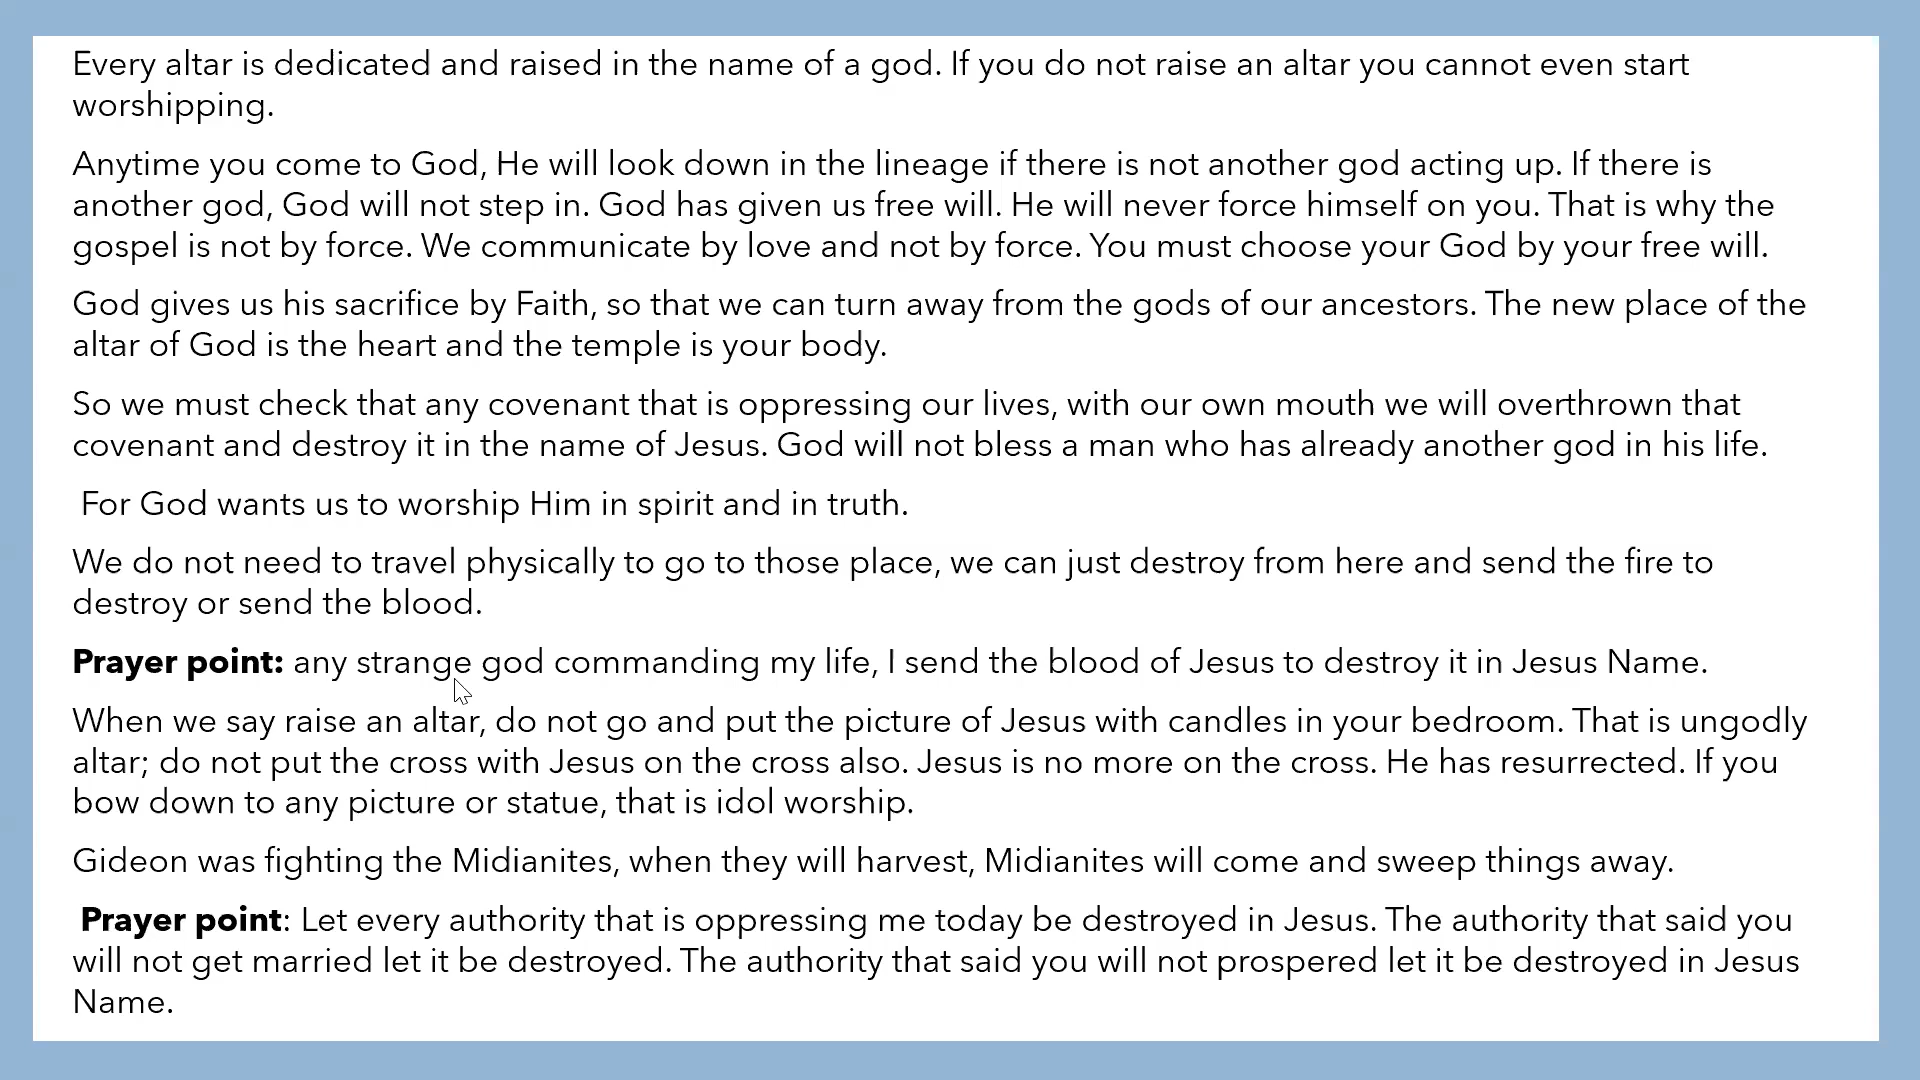 Every altar is dedicated and raised in the name of a god. If you do not raise an altar you cannot even start
worshipping.
Anytime you come to God, He will look down in the lineage if there is not another god acting up. If there is
another god, God will not step in. God has given us free will. He will never force himself on you. That is why the
gospel is not by force. We communicate by love and not by force. You must choose your God by your free will.
God gives us his sacrifice by Faith, so that we can turn away from the gods of our ancestors. The new place of the
altar of God is the heart and the temple is your body.
So we must check that any covenant that is oppressing our lives, with our own mouth we will overthrown that
covenant and destroy it in the name of Jesus. God will not bless a man who has already another god in his life.
For God wants us to worship Him in spirit and in truth.
We do not need to travel physically to go to those place, we can just destroy from here and send the fire to
destroy or send the blood.
Prayer point: any strange god commanding my life, I send the blood of Jesus to destroy it in Jesus Name.
When we say raise an altar, do not go and put the picture of Jesus with candles in your bedroom. That is ungodly
altar; do not put the cross with Jesus on the cross also. Jesus is no more on the cross. He has resurrected. If you
bow down to any picture or statue, that is idol worship.
Gideon was fighting the Midianites, when they will harvest, Midianites will come and sweep things away.
Prayer point: Let every authority that is oppressing me today be destroyed in Jesus. The authority that said you
will not get married let it be destroyed. The authority that said you will not prospered let it be destroyed in Jesus
Name.